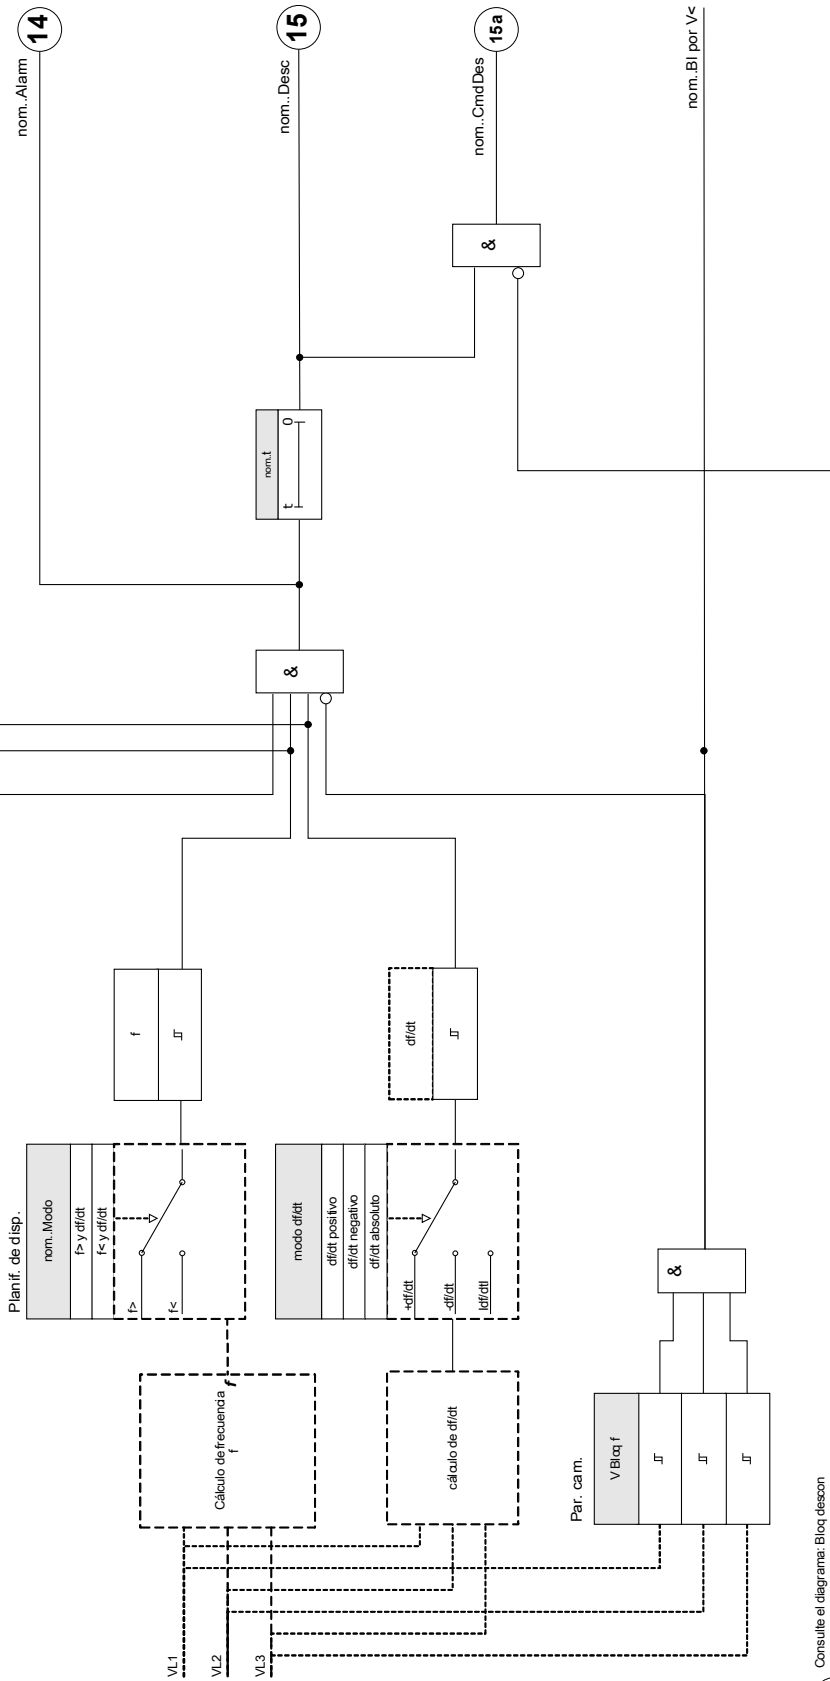 14
nom..Alarm
15
nom..Desc
15a
nom..CmdDes
nom..Bl por V<
&
nom..t
t
0
&
Planif. de disp.
nom..Modo
f> y df/dt
f< y df/dt
f>
f<
f
modo df/dt
df/dt positivo
df/dt negativo
df/dt absoluto
+df/dt
-df/dt
ldf/dtl
df/dt
Cálculo de frecuencia
f
f
cálculo de df/dt
Par. cam.
V Bloq f
&
VL1
VL2
VL3
Consulte el diagrama: Bloq descon